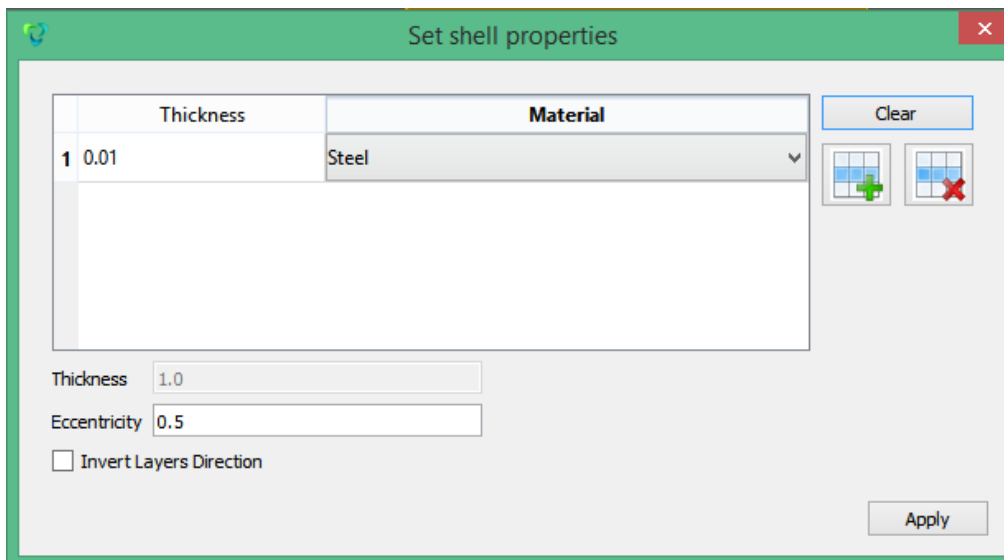 Set shell properties
Thickness Material Clear
1 0.01 Steel
Thickness 1.0
Eccentricity 0.5
Invert Layers Direction
Apply